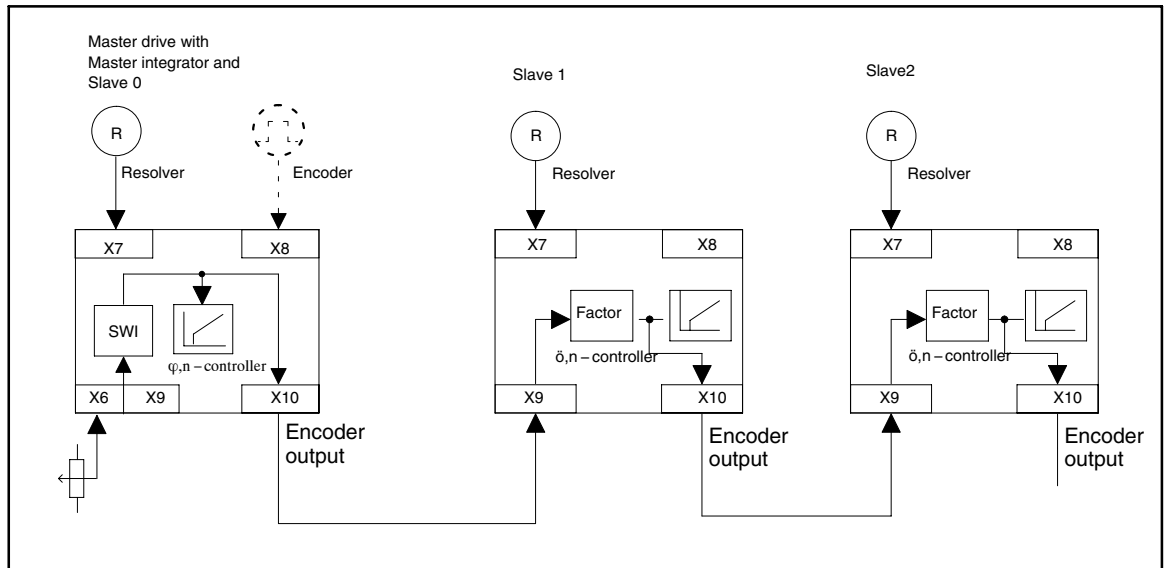 Master drive with
Master integrator and
Slave 0
R
Resolver
Encoder
X7
X8
SWI
φ,n – controller
X6
X9
X10
Encoder
output
Slave 1
R
Resolver
X7
X8
Factor
ö,n – controller
X9
X10
Encoder
output
Slave2
R
Resolver
X7
X8
Factor
ö,n – controller
X9
X10
Encoder
output